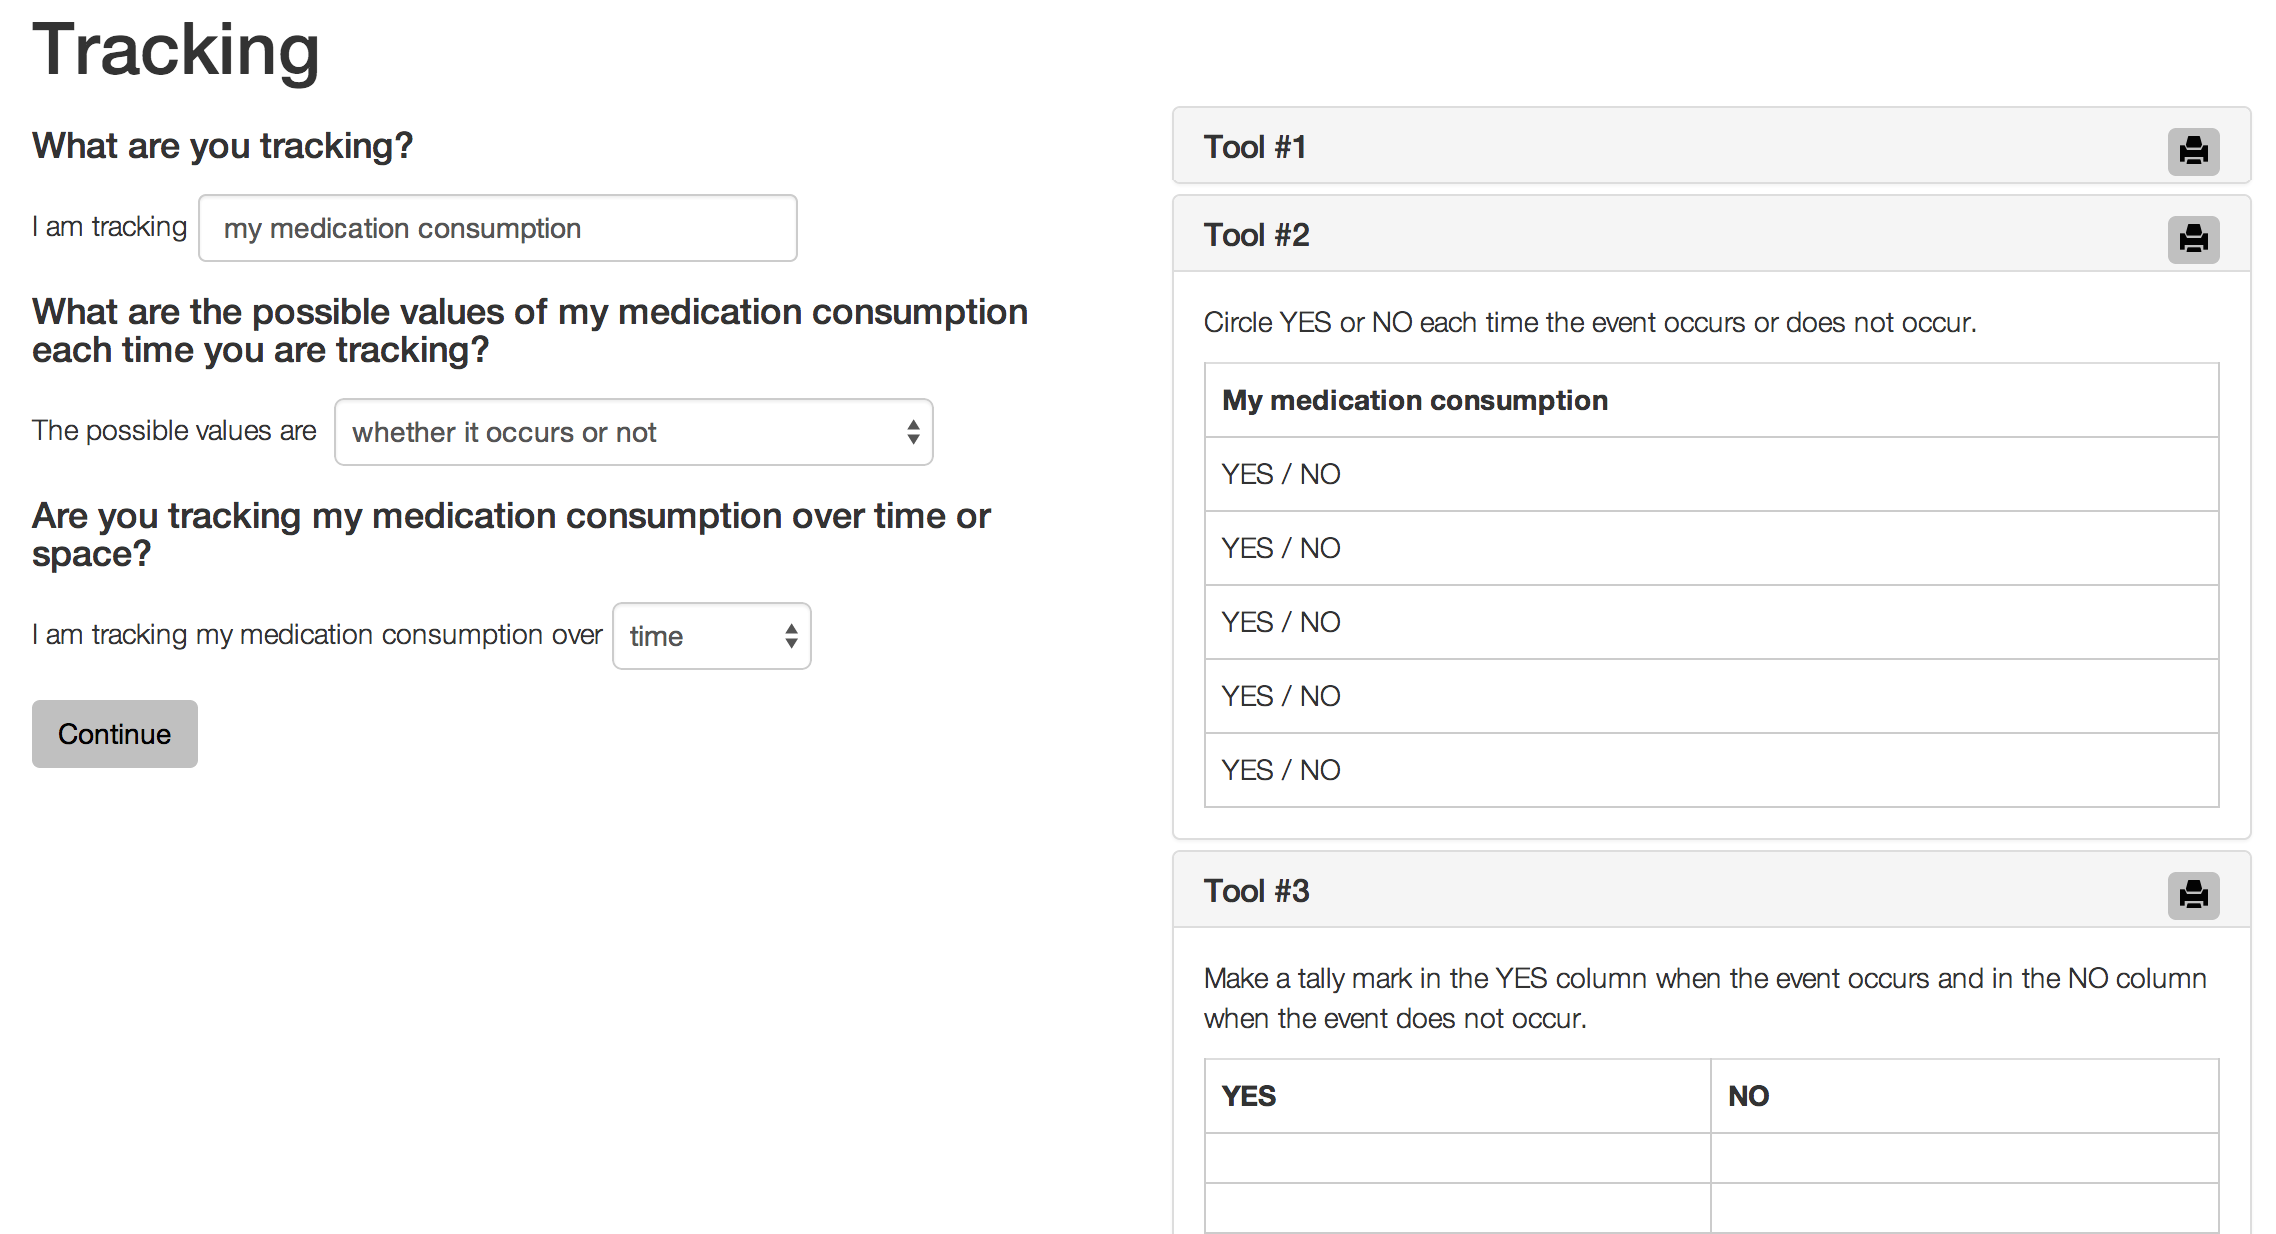 Tracking
What are you tracking?
I am tracking my medication consumption
What are the possible values of my medication consumption
each time you are tracking?
The possible values are whether it occurs or not
Are you tracking my medication consumption over time or
space?
I am tracking my medication consumption over time
Continue
Tool #1
Tool #2
Circle YES or NO each time the event occurs or does not occur.
My medication consumption
YES / NO
YES / NO
YES / NO
YES / NO
YES / NO
Tool #3
Make a tally mark in the YES column when the event occurs and in the NO column
when the event does not occur.
YES NO